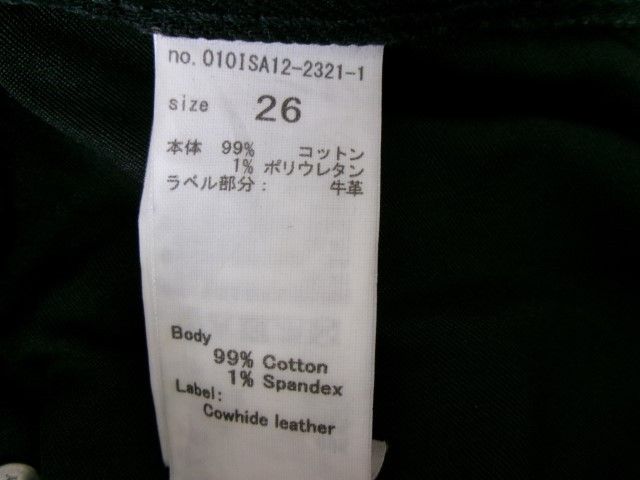 no. 010ISA12-2321-1
size 26
本体 99% コットン
1% ポリウレタン
ラベル部分: 牛革
Body
99% Cotton
1% Spandex
Label:
Cowhide leather